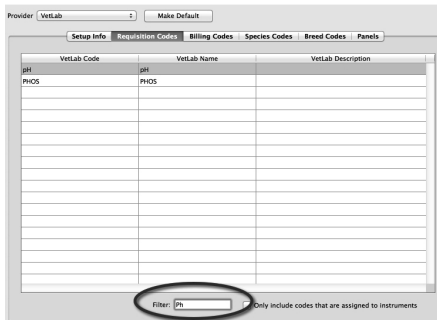 Provider VetLab Make Default
Setup Info Requisition Codes Billing Codes Species Codes Breed Codes Panels
VetLab Code VetLab Name VetLab Description
pH pH
PHOS PHOS
Filter: Ph Only include codes that are assigned to instruments